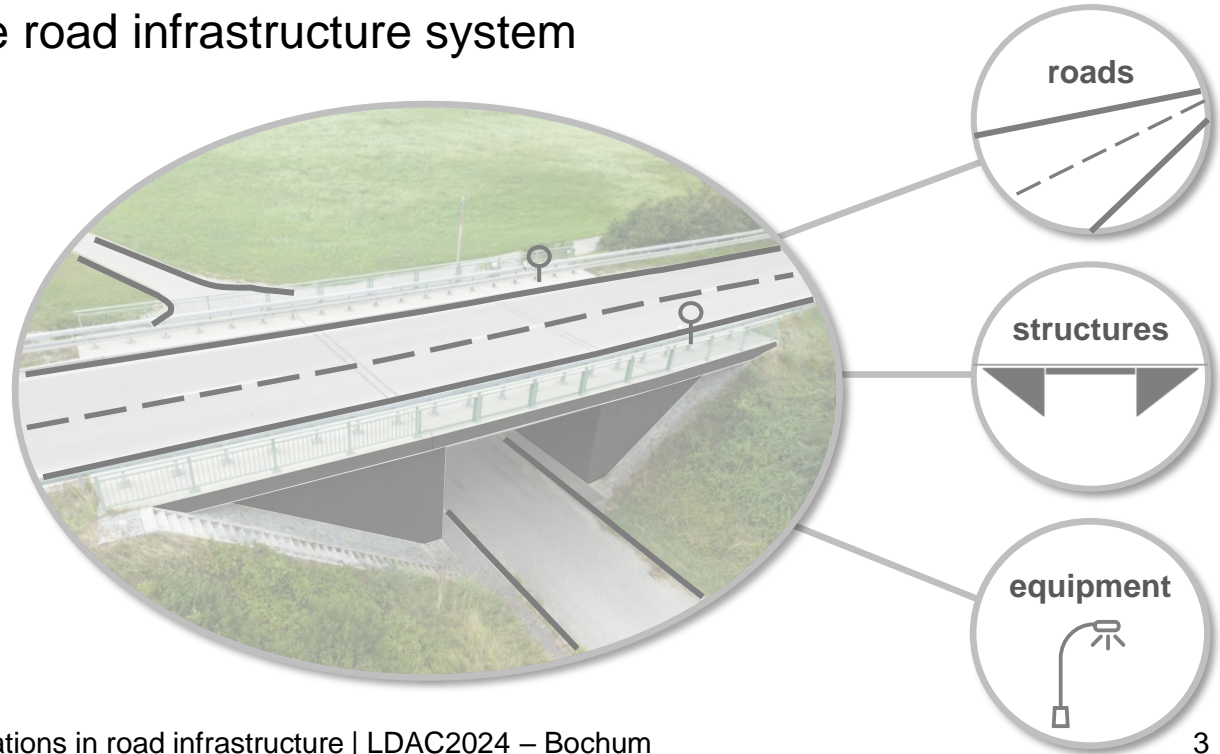 e road infrastructure system
roads
structures
equipment
ations in road infrastructure | LDAC2024 – Bochum
3